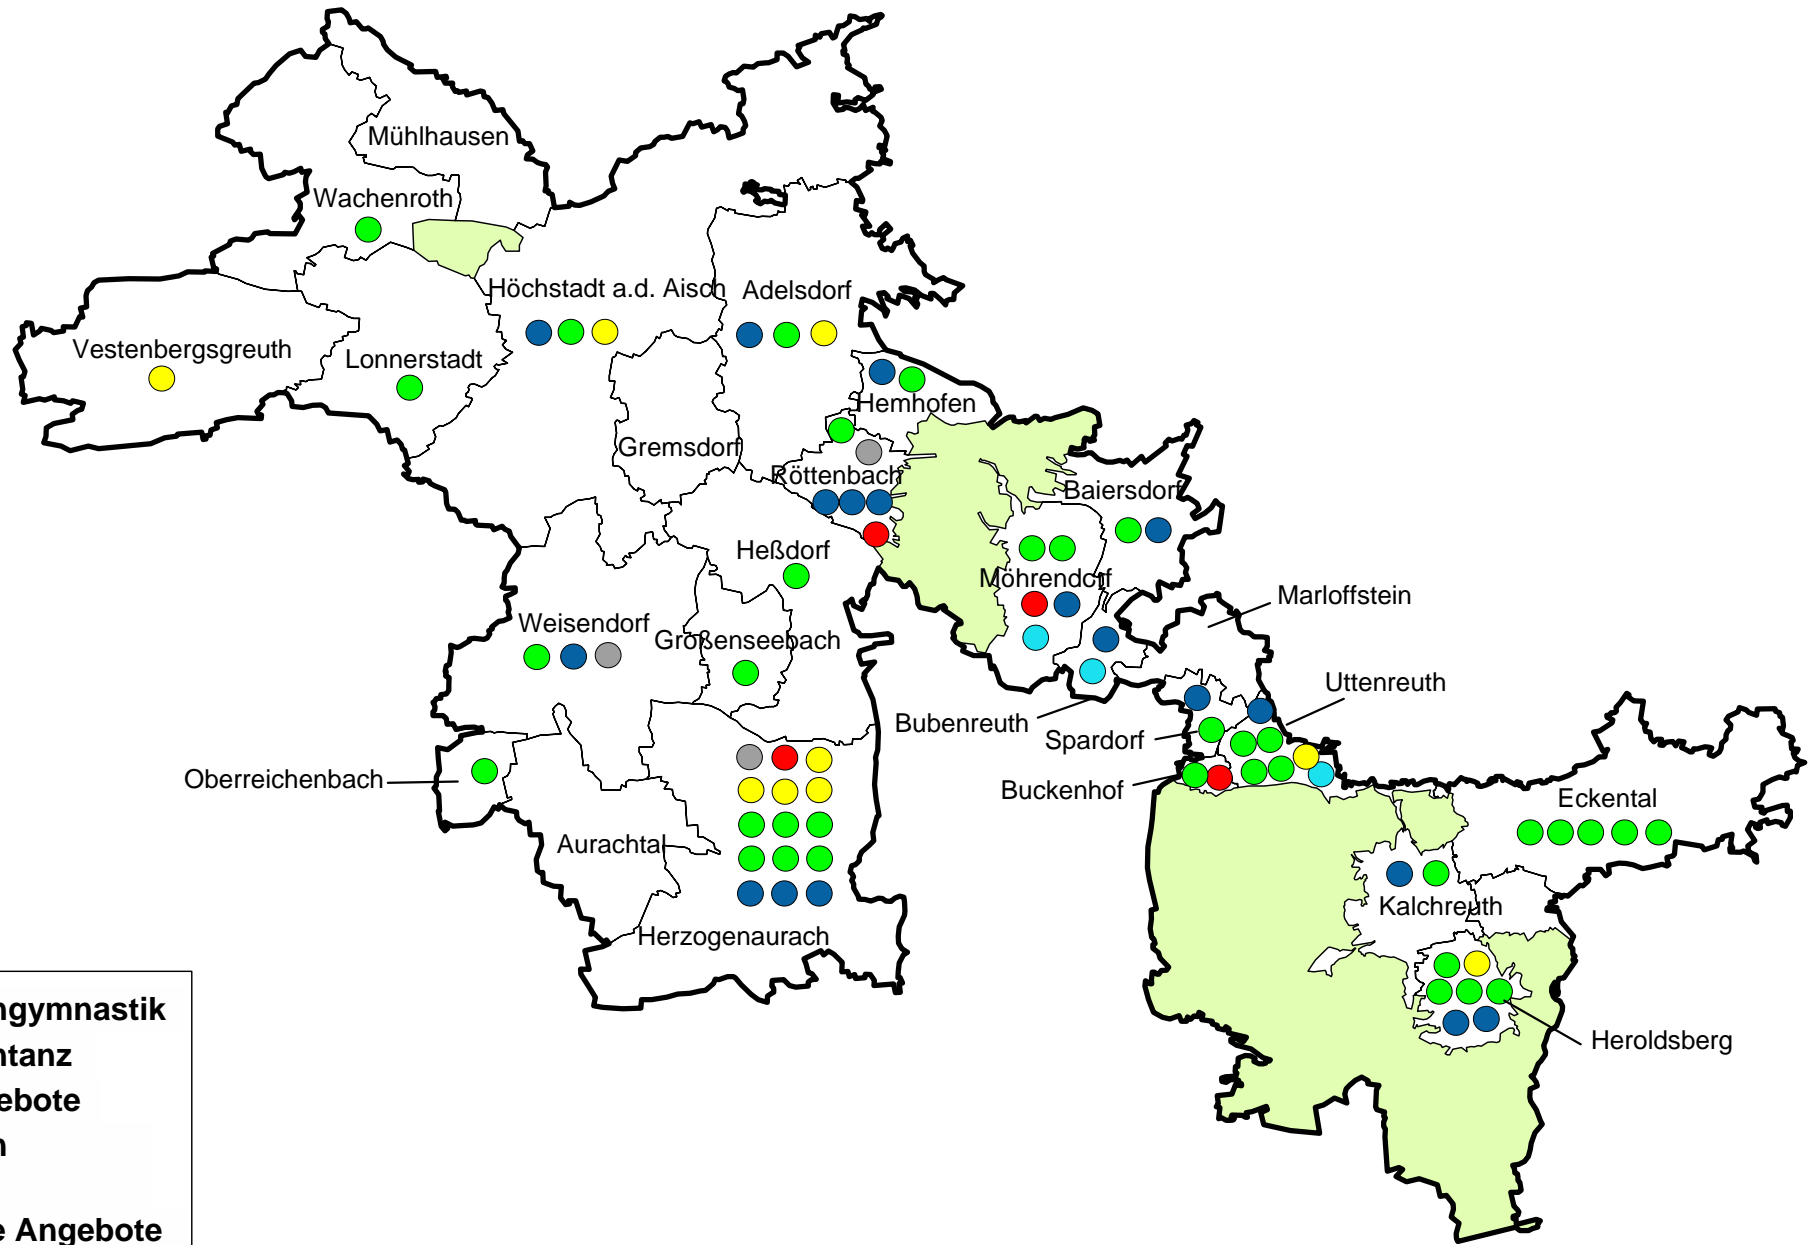 Mühlhausen
Wachenroth
Höchstadt a.d. Aisch
Adelsdorf
Vestenbergsgreuth
Lonnerstadt
Hemhofen
Gremsdorf
Röttenbach
Baiersdorf
Heßdorf
Möhrendorf
Marloffstein
Weisendorf
Großenseebach
Uttenreuth
Bubenreuth
Spardorf
Oberreichenbach
Buckenhof
Eckental
Aurachtal
Kalchreuth
Herzogenaurach
Heroldsberg
ngymnastik
ntanz
ebote
n
e Angebote